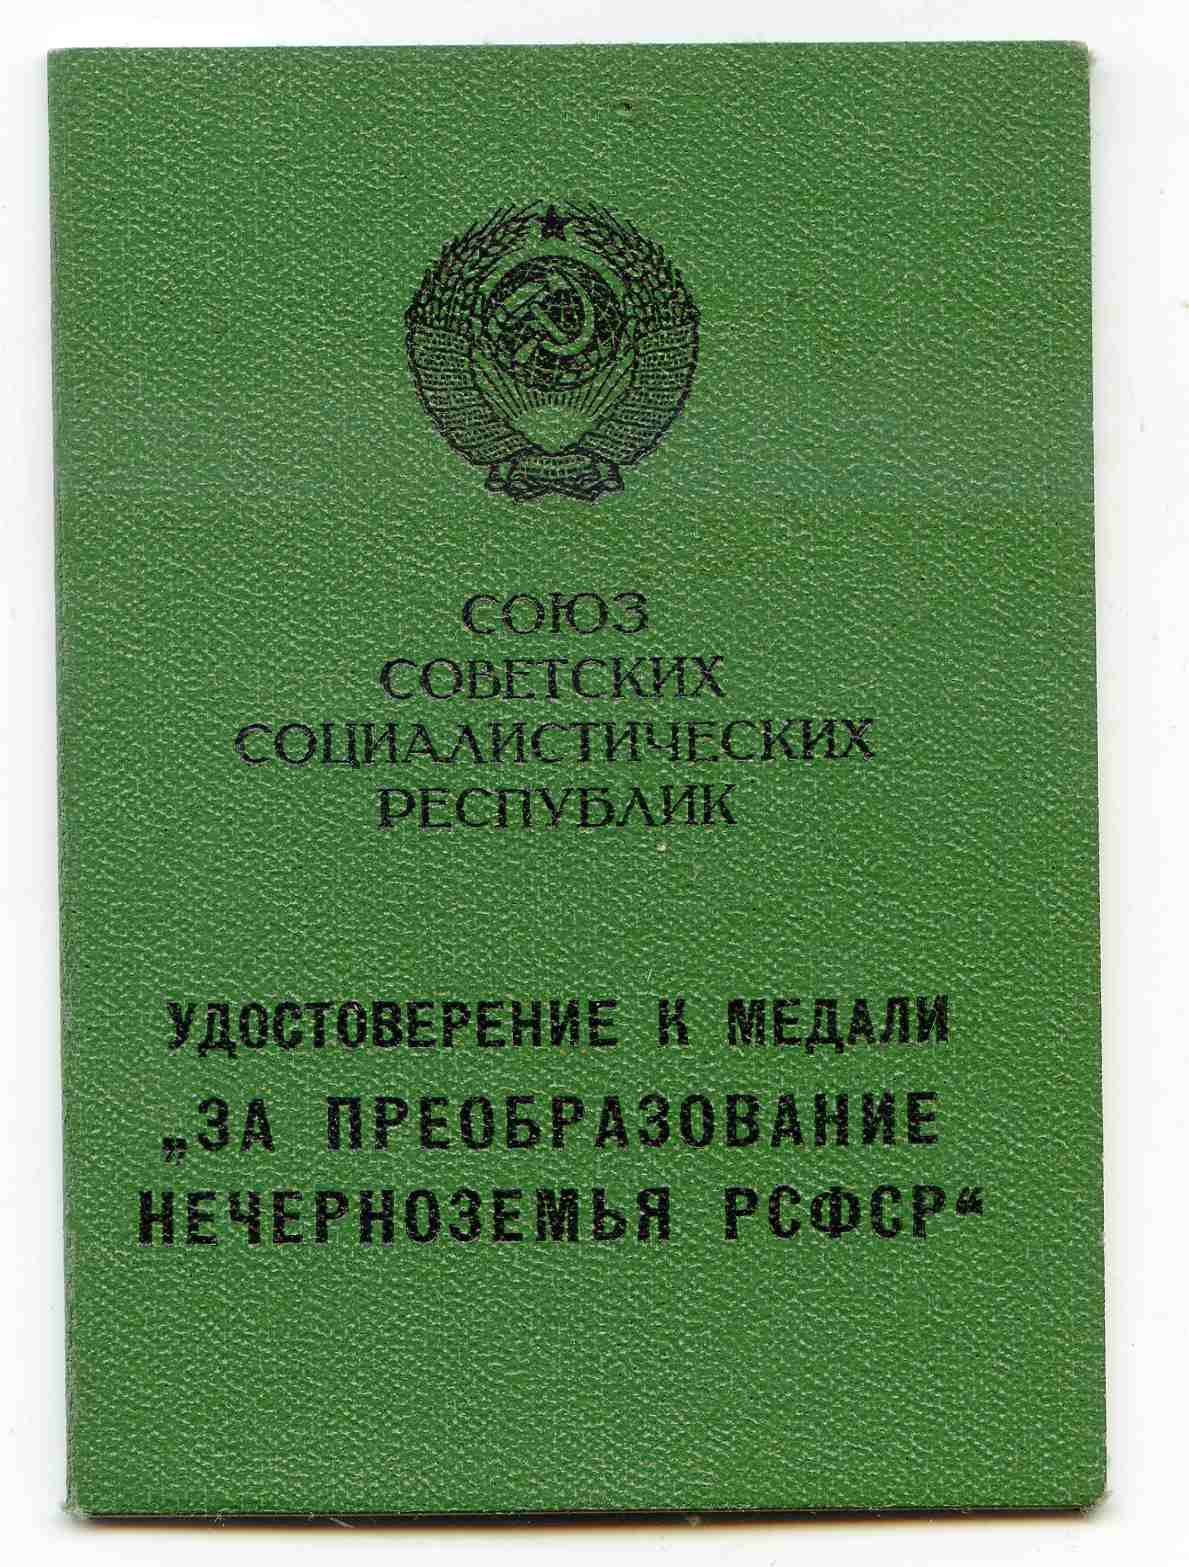 СОЮЗ
СОВЕТСКИХ
СОЦИАЛИСТИЧЕСКИХ
РЕСПУБЛИК
УДОСТОВЕРЕНИЕ К МЕДАЛИ
„ЗА ПРЕОБРАЗОВАНИЕ
НЕЧЕРНОЗЕМЬЯ РСФСР“